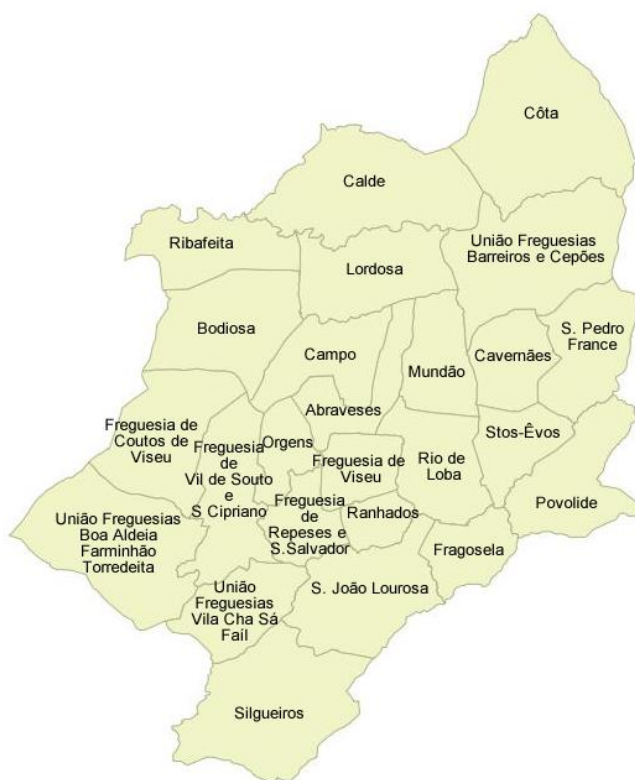 Côta
Calde
Ribafeita
União Freguesias
Barreiros e Cepões
Lordosa
Bodiosa
S. Pedro
France
Campo
Cavernães
Mundão
Abraveses
Freguesia de
Coutos de
Viseu
Orgens
Stos-Êvos
Freguesia
de
Vil de Souto
e
S Cipriano
Freguesia de
Viseu
Rio de
Loba
Povolide
União Freguesias
Boa Aldeia
Farminhão
Torredeita
Freguesia
de
Repeses e
S.Salvador
Ranhados
Fragosela
União
Freguesias
Vila Cha Sá
Faíl
S. João Lourosa
Silgueiros